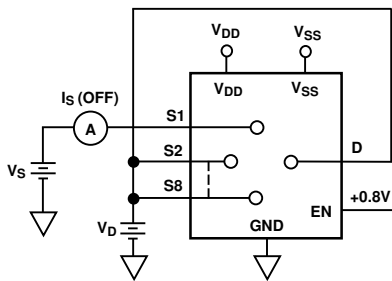 VDD
VSS
IS (OFF)
VDD
VSS
A
S1
S2
D
VS
S8
+0.8V
EN
VD
GND